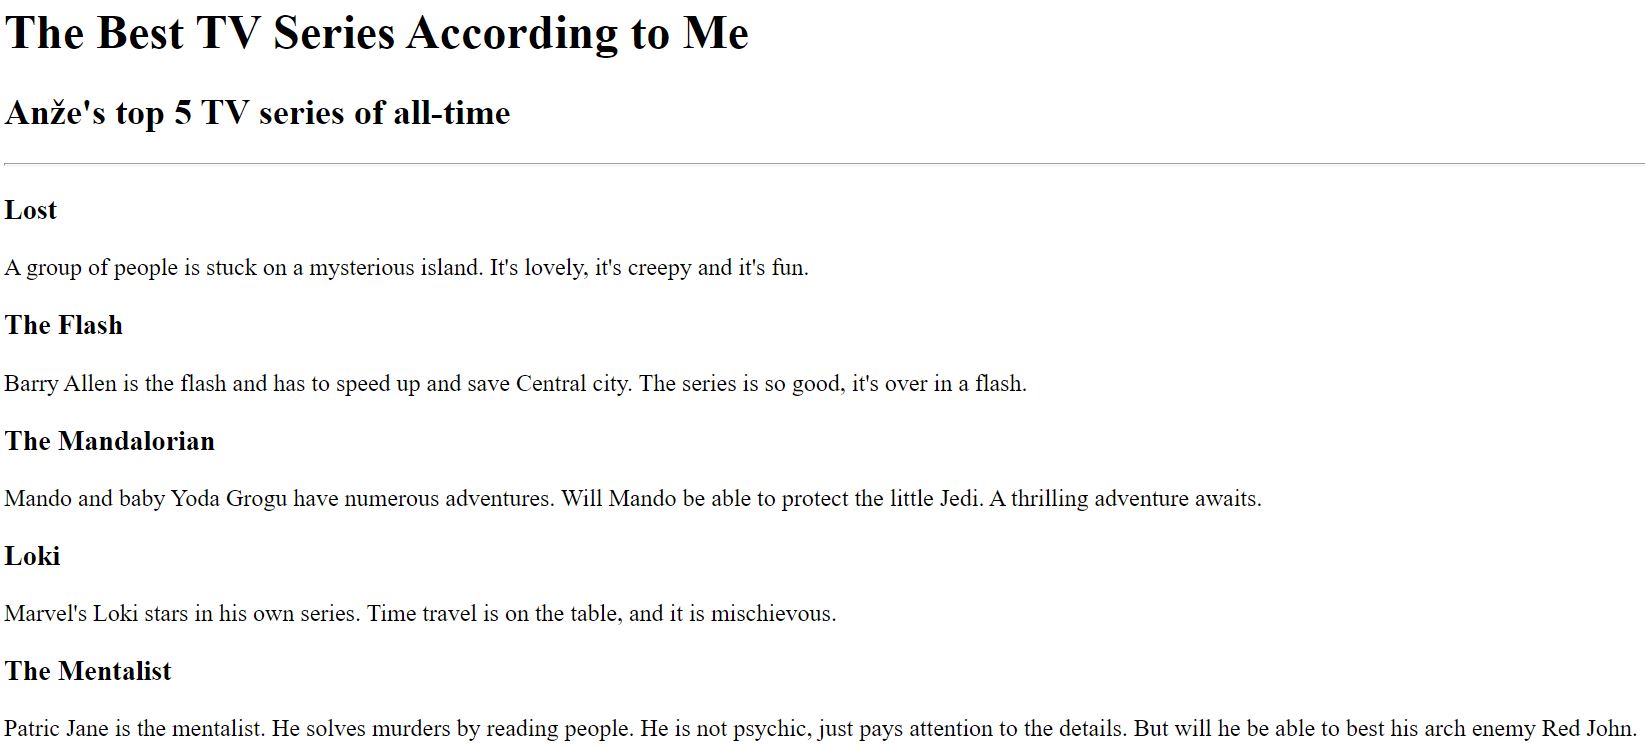 The Best TV Series According to Me
Anže's top 5 TV series of all-time
Lost
A group of people is stuck on a mysterious island. It's lovely, it's creepy and it's fun.
The Flash
Barry Allen is the flash and has to speed up and save Central city. The series is so good, it's over in a flash.
The Mandalorian
Mando and baby Yoda Grogu have numerous adventures. Will Mando be able to protect the little Jedi. A thrilling adventure awaits.
Loki
Marvel's Loki stars in his own series. Time travel is on the table, and it is mischievous.
The Mentalist
Patric Jane is the mentalist. He solves murders by reading people. He is not psychic, just pays attention to the details. But will he be able to best his arch enemy Red John.